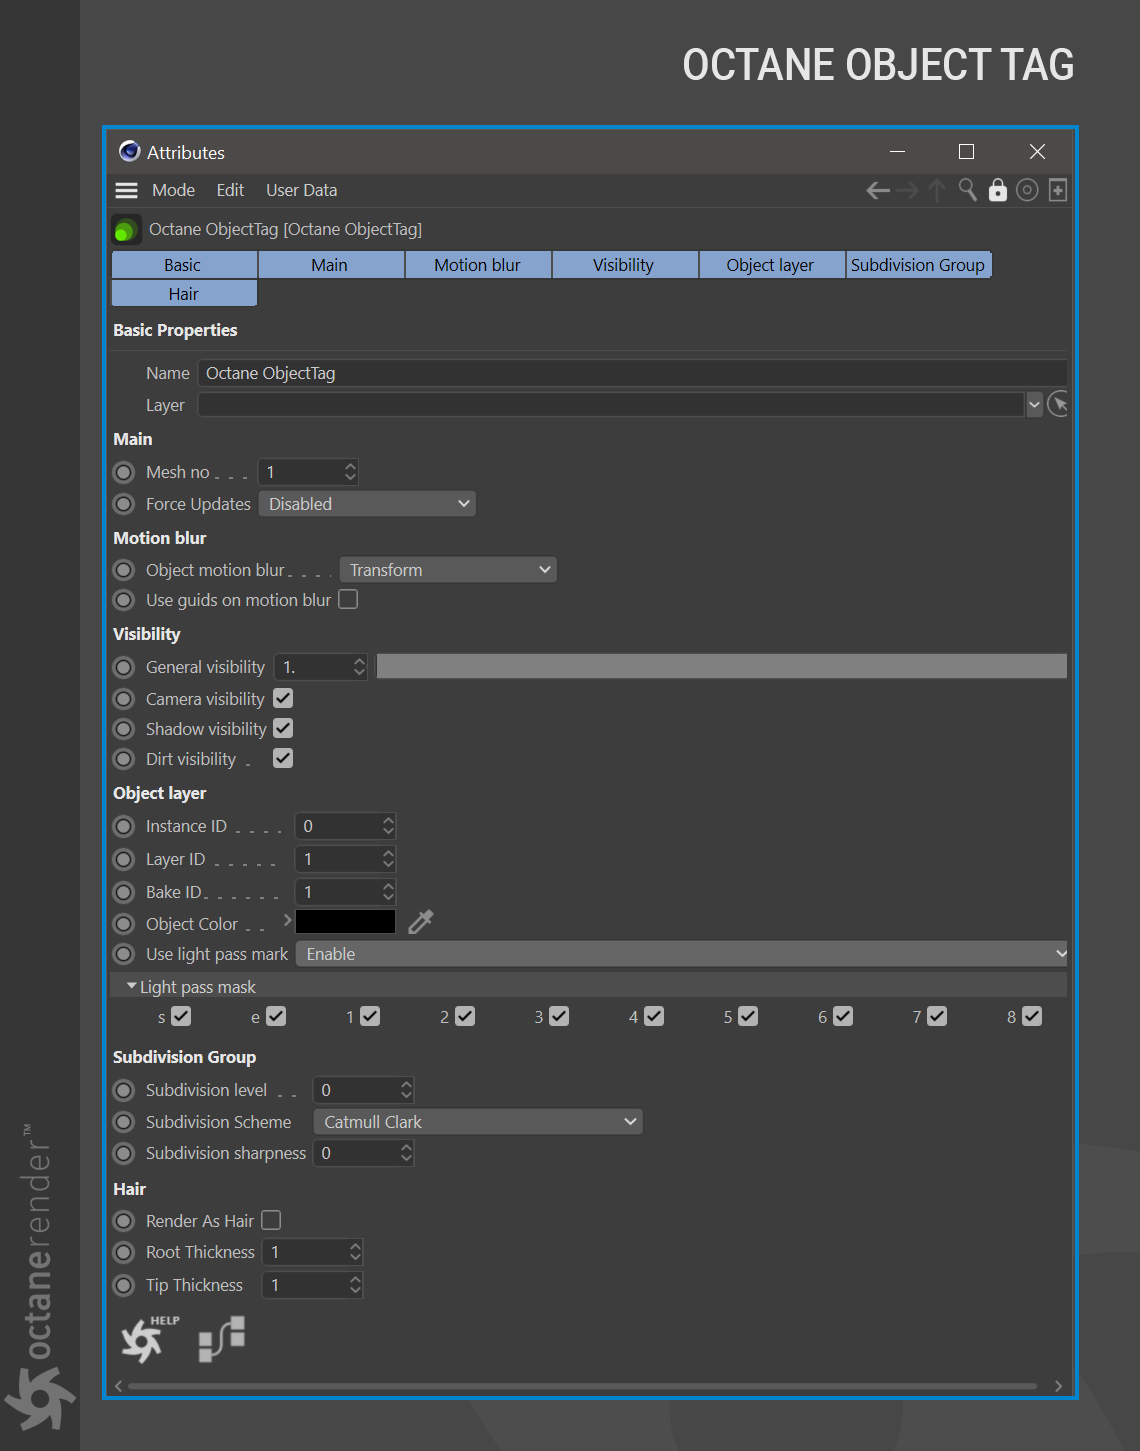 OCTANE OBJECT TAG
Attributes
Mode Edit User Data
Octane ObjectTag [Octane ObjectTag]
Basic Main Motion blur Visibility Object layer Subdivision Group
Hair
Basic Properties
Name Octane ObjectTag
Layer
Main
Mesh no . . . 1
Force Updates Disabled
Motion blur
Object motion blur . . . . Transform
Use guids on motion blur
Visibility
General visibility 1.
Camera visibility
Shadow visibility
Dirt visibility .
Object layer
Instance ID . . . . 0
Layer ID . . . . . 1
Bake ID . . . . . . 1
Object Color . .
Use light pass mark Enable
Light pass mask
s e 1 2 3 4 5 6 7 8
Subdivision Group
Subdivision level . . 0
Subdivision Scheme Catmull Clark
Subdivision sharpness 0
Hair
Render As Hair
Root Thickness 1
Tip Thickness 1
HELP
octanerender™